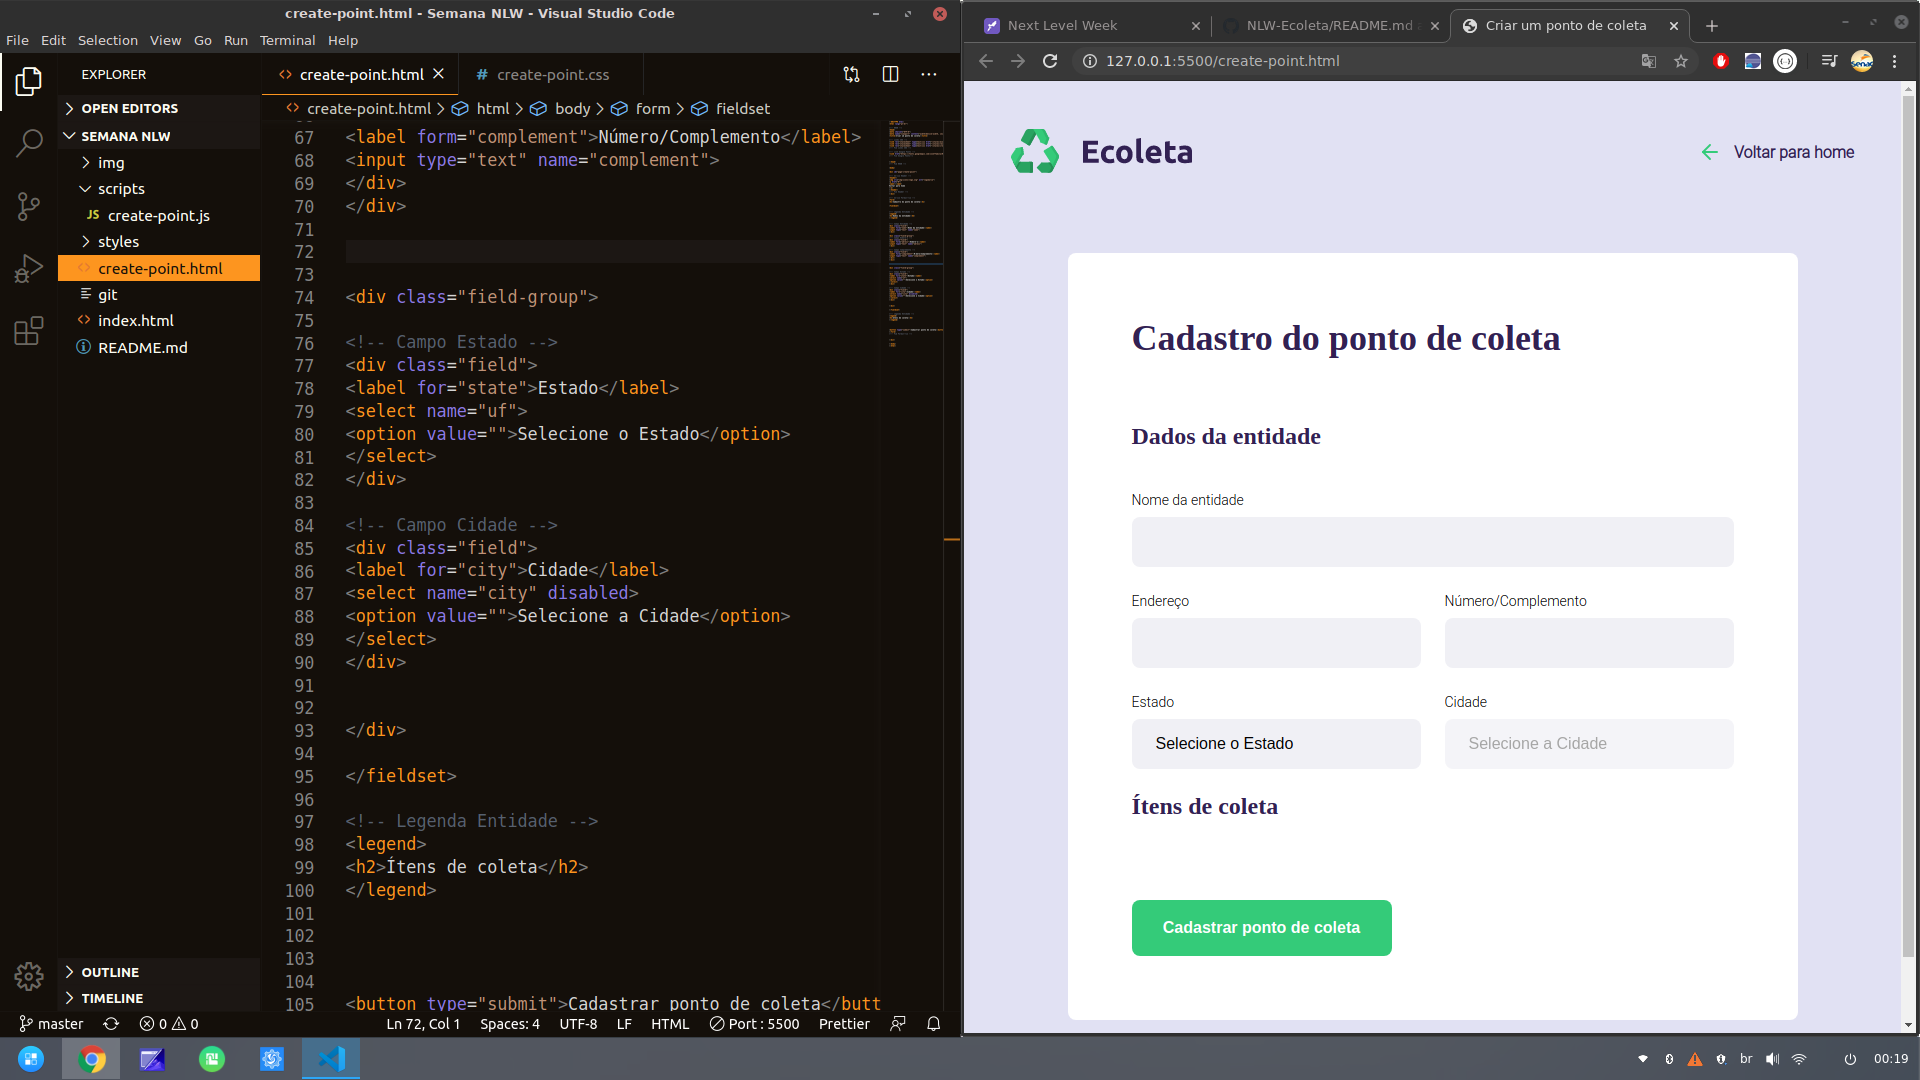 create-point.html - Semana NLW - Visual Studio Code
File Edit Selection View Go Run Terminal Help
EXPLORER
OPEN EDITORS
SEMANA NLW
img
scripts
JS create-point.js
styles
create-point.html
git
index.html
README.md
OUTLINE
TIMELINE
create-point.html
# create-point.css
create-point.html > html > body > form > fieldset
67 <label form="complement">Número/Complemento</label>
68 <input type="text" name="complement">
69 </div>
70 </div>
71
72
73
74 <div class="field-group">
75
76 <!-- Campo Estado -->
77 <div class="field">
78 <label for="state">Estado</label>
79 <select name="uf">
80 <option value="">Selecione o Estado</option>
81 </select>
82 </div>
83
84 <!-- Campo Cidade -->
85 <div class="field">
86 <label for="city">Cidade</label>
87 <select name="city" disabled>
88 <option value="">Selecione a Cidade</option>
89 </select>
90 </div>
91
92
93 </div>
94
95 </fieldset>
96
97 <!-- Legenda Entidade -->
98 <legend>
99 <h2>Ítens de coleta</h2>
100 </legend>
101
102
103
104
105 <button type="submit">Cadastrar ponto de coleta</butt
master 0 0 Ln 72, Col 1 Spaces: 4 UTF-8 LF HTML Port : 5500 Prettier
Next Level Week
NLW-Ecoleta/README.md
Criar um ponto de coleta
127.0.0.1:5500/create-point.html
senac
Ecoleta
Voltar para home
Cadastro do ponto de coleta
Dados da entidade
Nome da entidade
Endereço Número/Complemento
Estado Cidade
Selecione o Estado Selecione a Cidade
Ítens de coleta
Cadastrar ponto de coleta
br 00:19